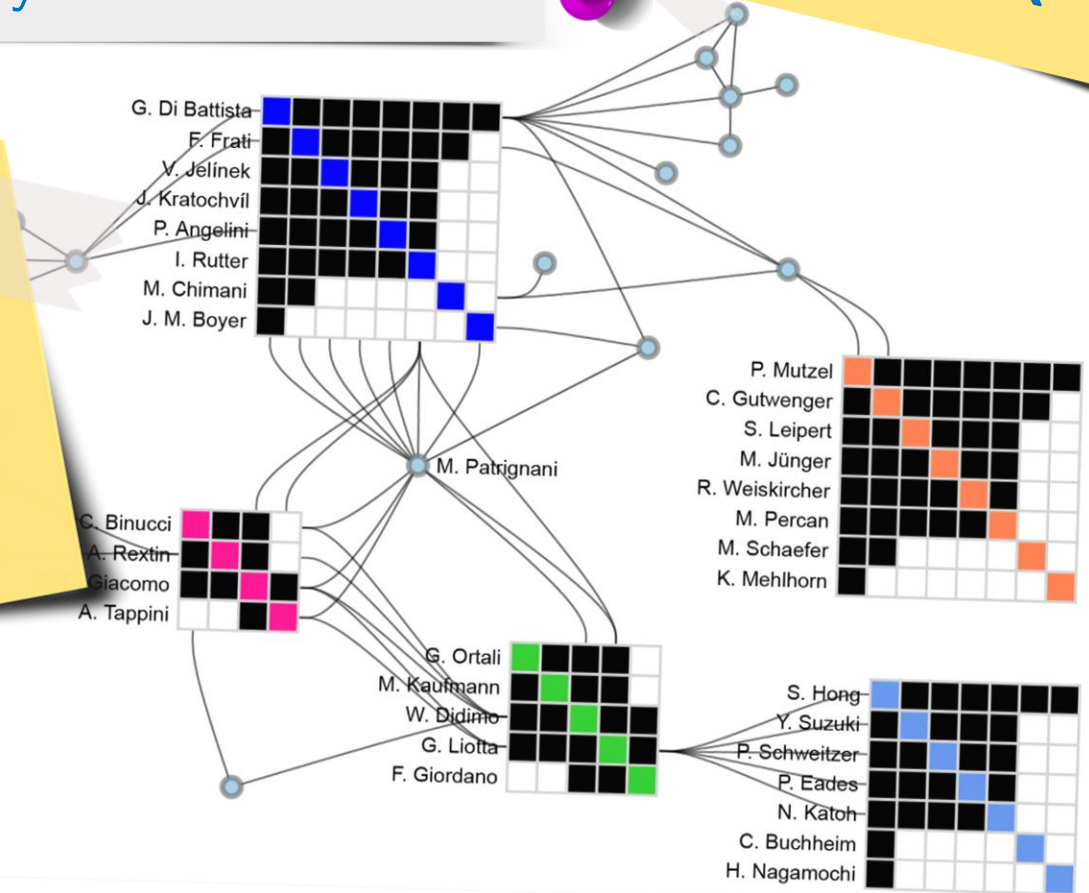 G. Di Battista
F. Frati
V. Jelínek
J. Kratochvíl
P. Angelini
I. Rutter
M. Chimani
J. M. Boyer
P. Mutzel
C. Gutwenger
S. Leipert
M. Jünger
R. Weiskircher
M. Percan
M. Schaefer
K. Mehlhorn
M. Patrignani
C. Binucci
A. Rextin
Giacomo
A. Tappini
G. Ortali
M. Kaufmann
W. Didimo
G. Liotta
F. Giordano
S. Hong
Y. Suzuki
P. Schweitzer
P. Eades
N. Katoh
C. Buchheim
H. Nagamochi